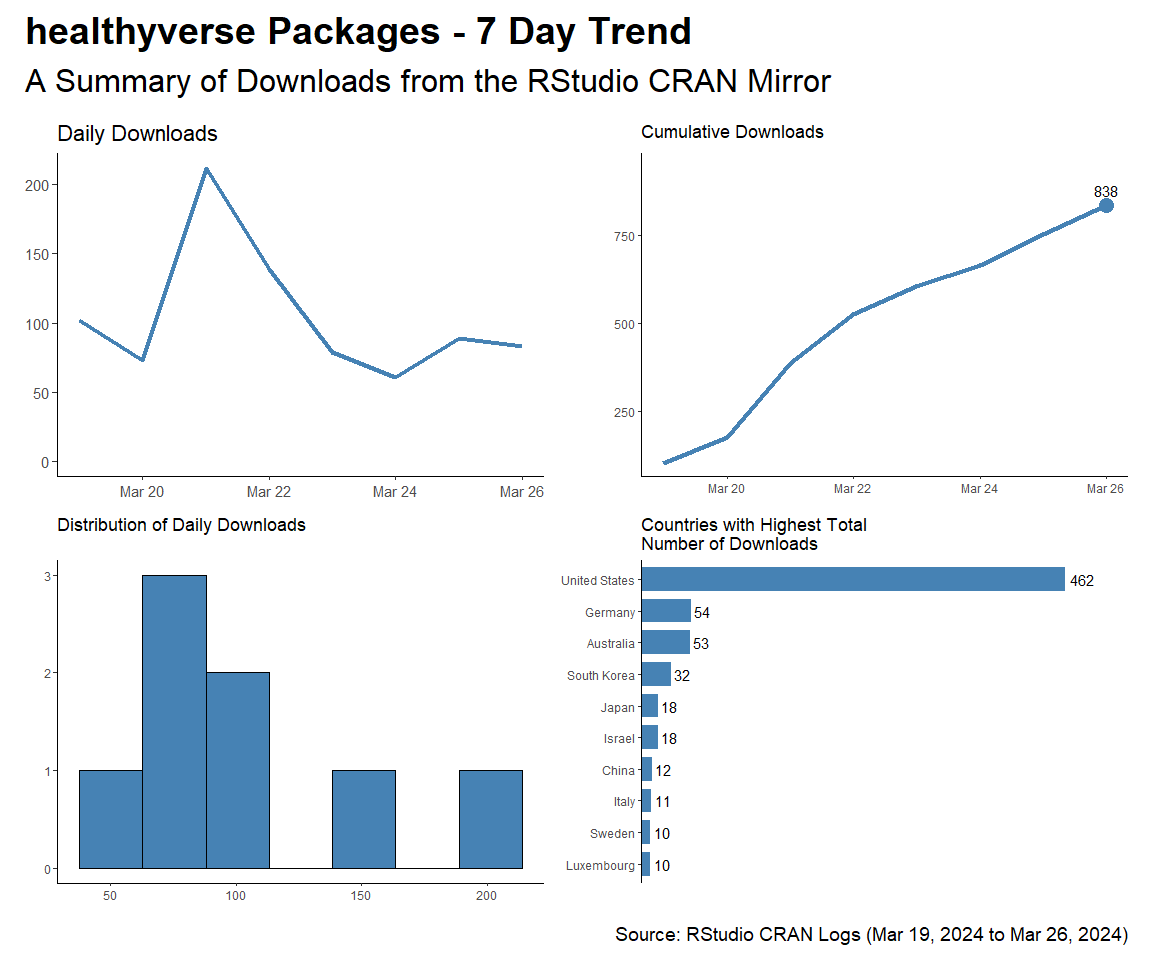 healthyverse Packages - 7 Day Trend
A Summary of Downloads from the RStudio CRAN Mirror
Daily Downloads
200
150
100
50
0
Mar 20 Mar 22 Mar 24 Mar 26
Cumulative Downloads
838
750
500
250
Mar 20 Mar 22 Mar 24 Mar 26
Distribution of Daily Downloads
3
2
1
0
50 100 150 200
Countries with Highest Total
Number of Downloads
United States 462
Germany 54
Australia 53
South Korea 32
Japan 18
Israel 18
China 12
Italy 11
Sweden 10
Luxembourg 10
Source: RStudio CRAN Logs (Mar 19, 2024 to Mar 26, 2024)